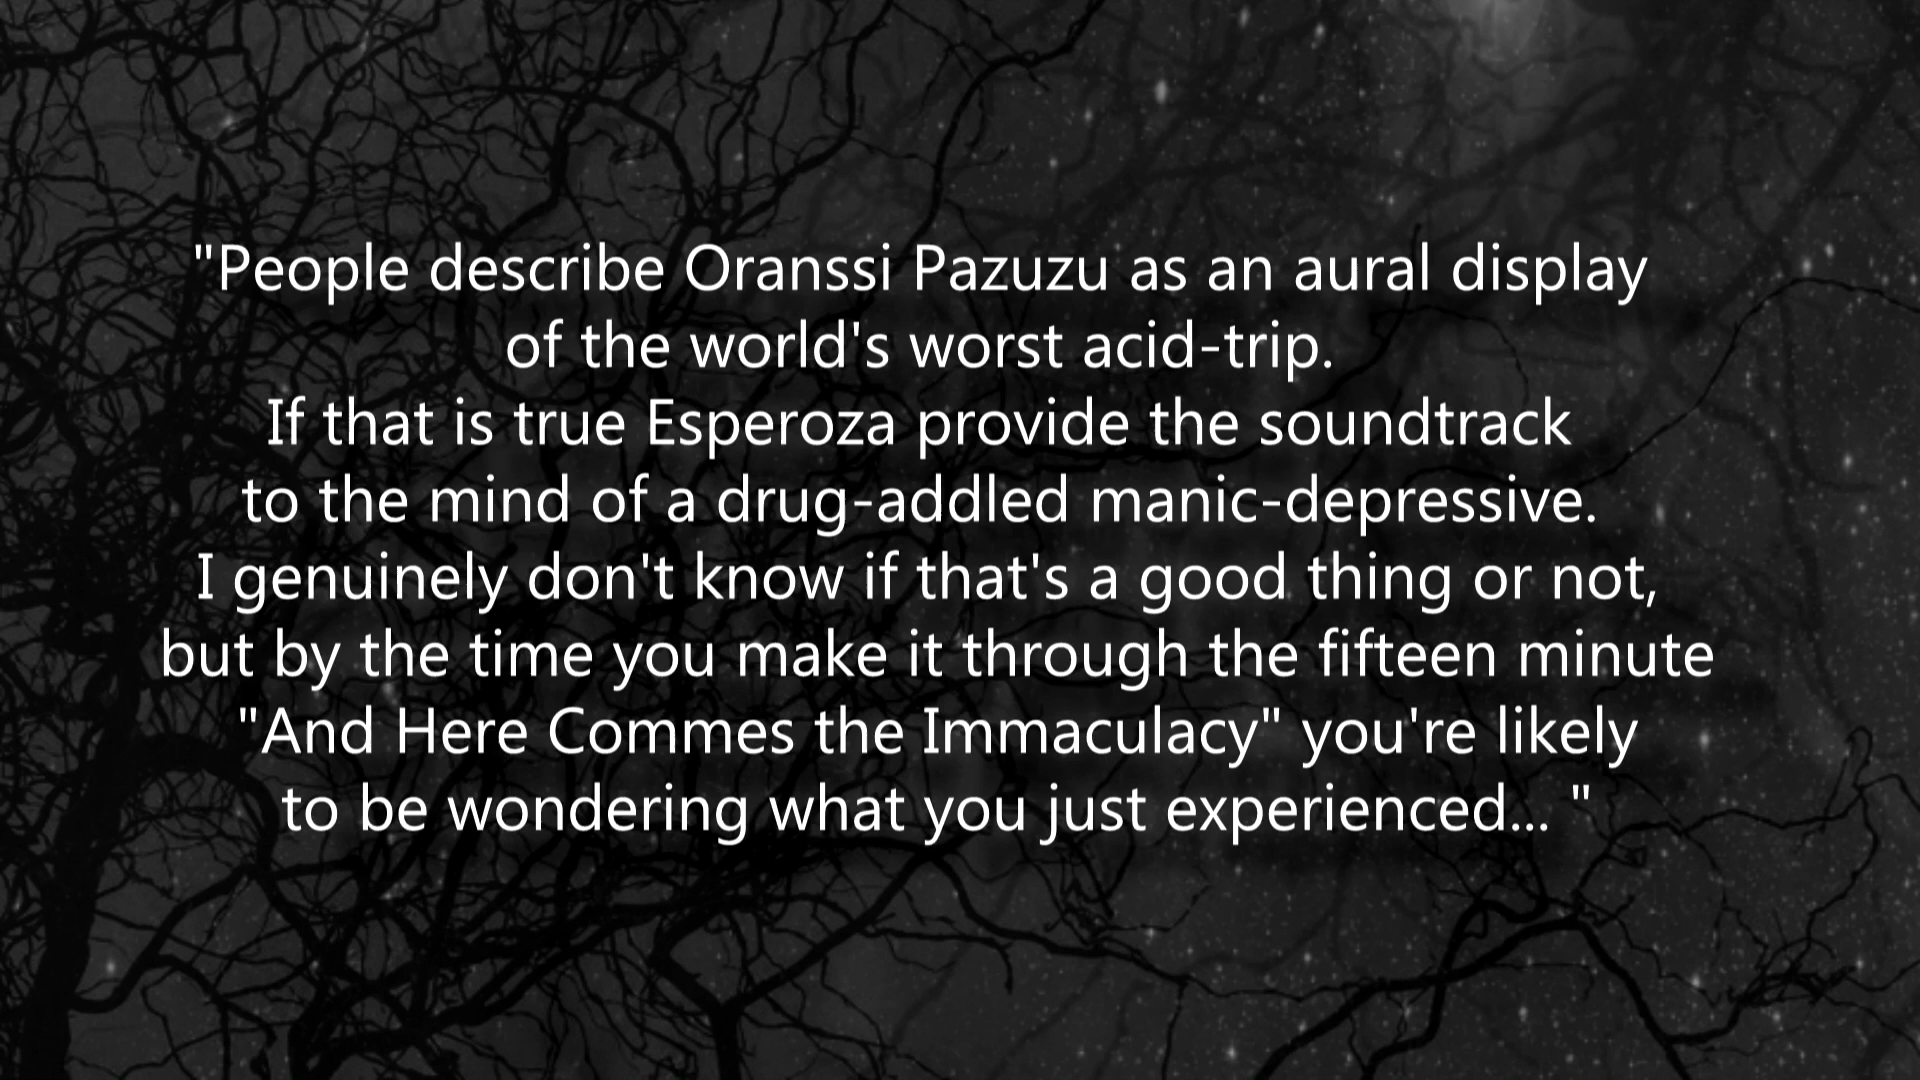 "People describe Oranssi Pazuzu as an aural display
of the world's worst acid-trip.
If that is true Esperoza provide the soundtrack
to the mind of a drug-addled manic-depressive.
I genuinely don't know if that's a good thing or not,
but by the time you make it through the fifteen minute
"And Here Commes the Immaculacy" you're likely
to be wondering what you just experienced... "